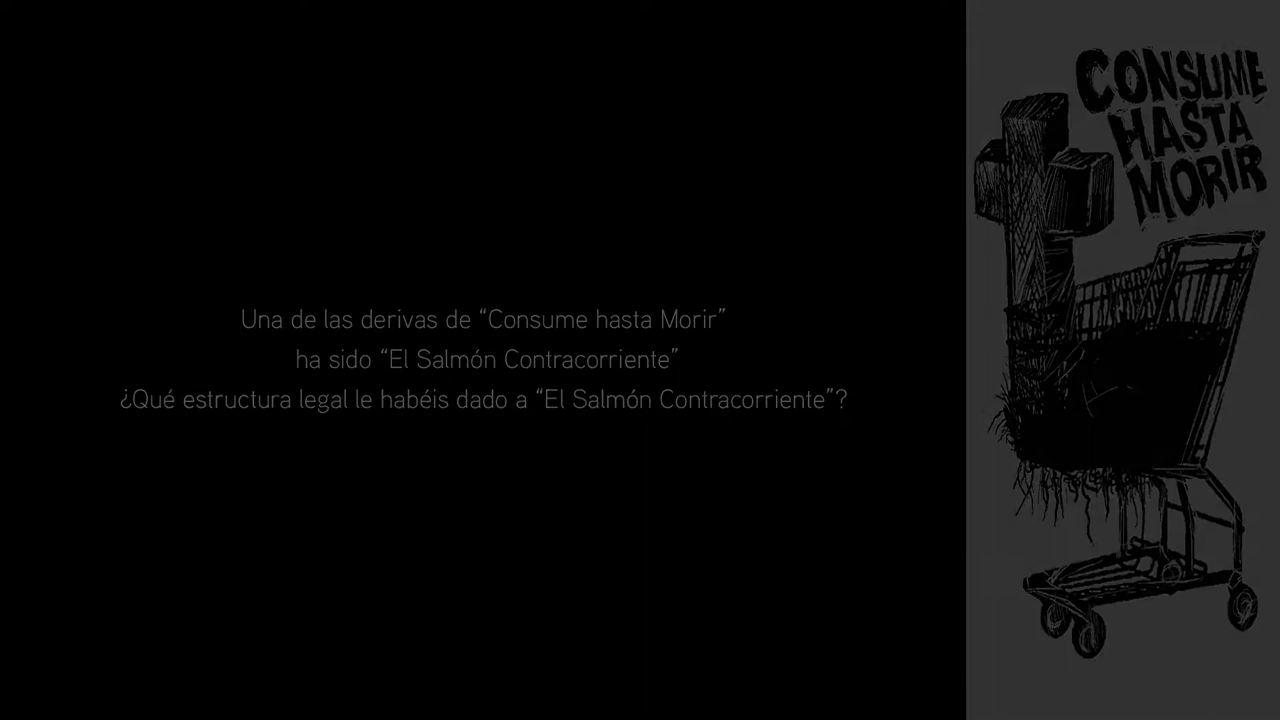 Una de las derivas de “Consume hasta Morir”
ha sido “El Salmón Contracorriente”
¿Qué estructura legal le habéis dado a “El Salmón Contracorriente”?
CONSUME
HASTA
MORIR